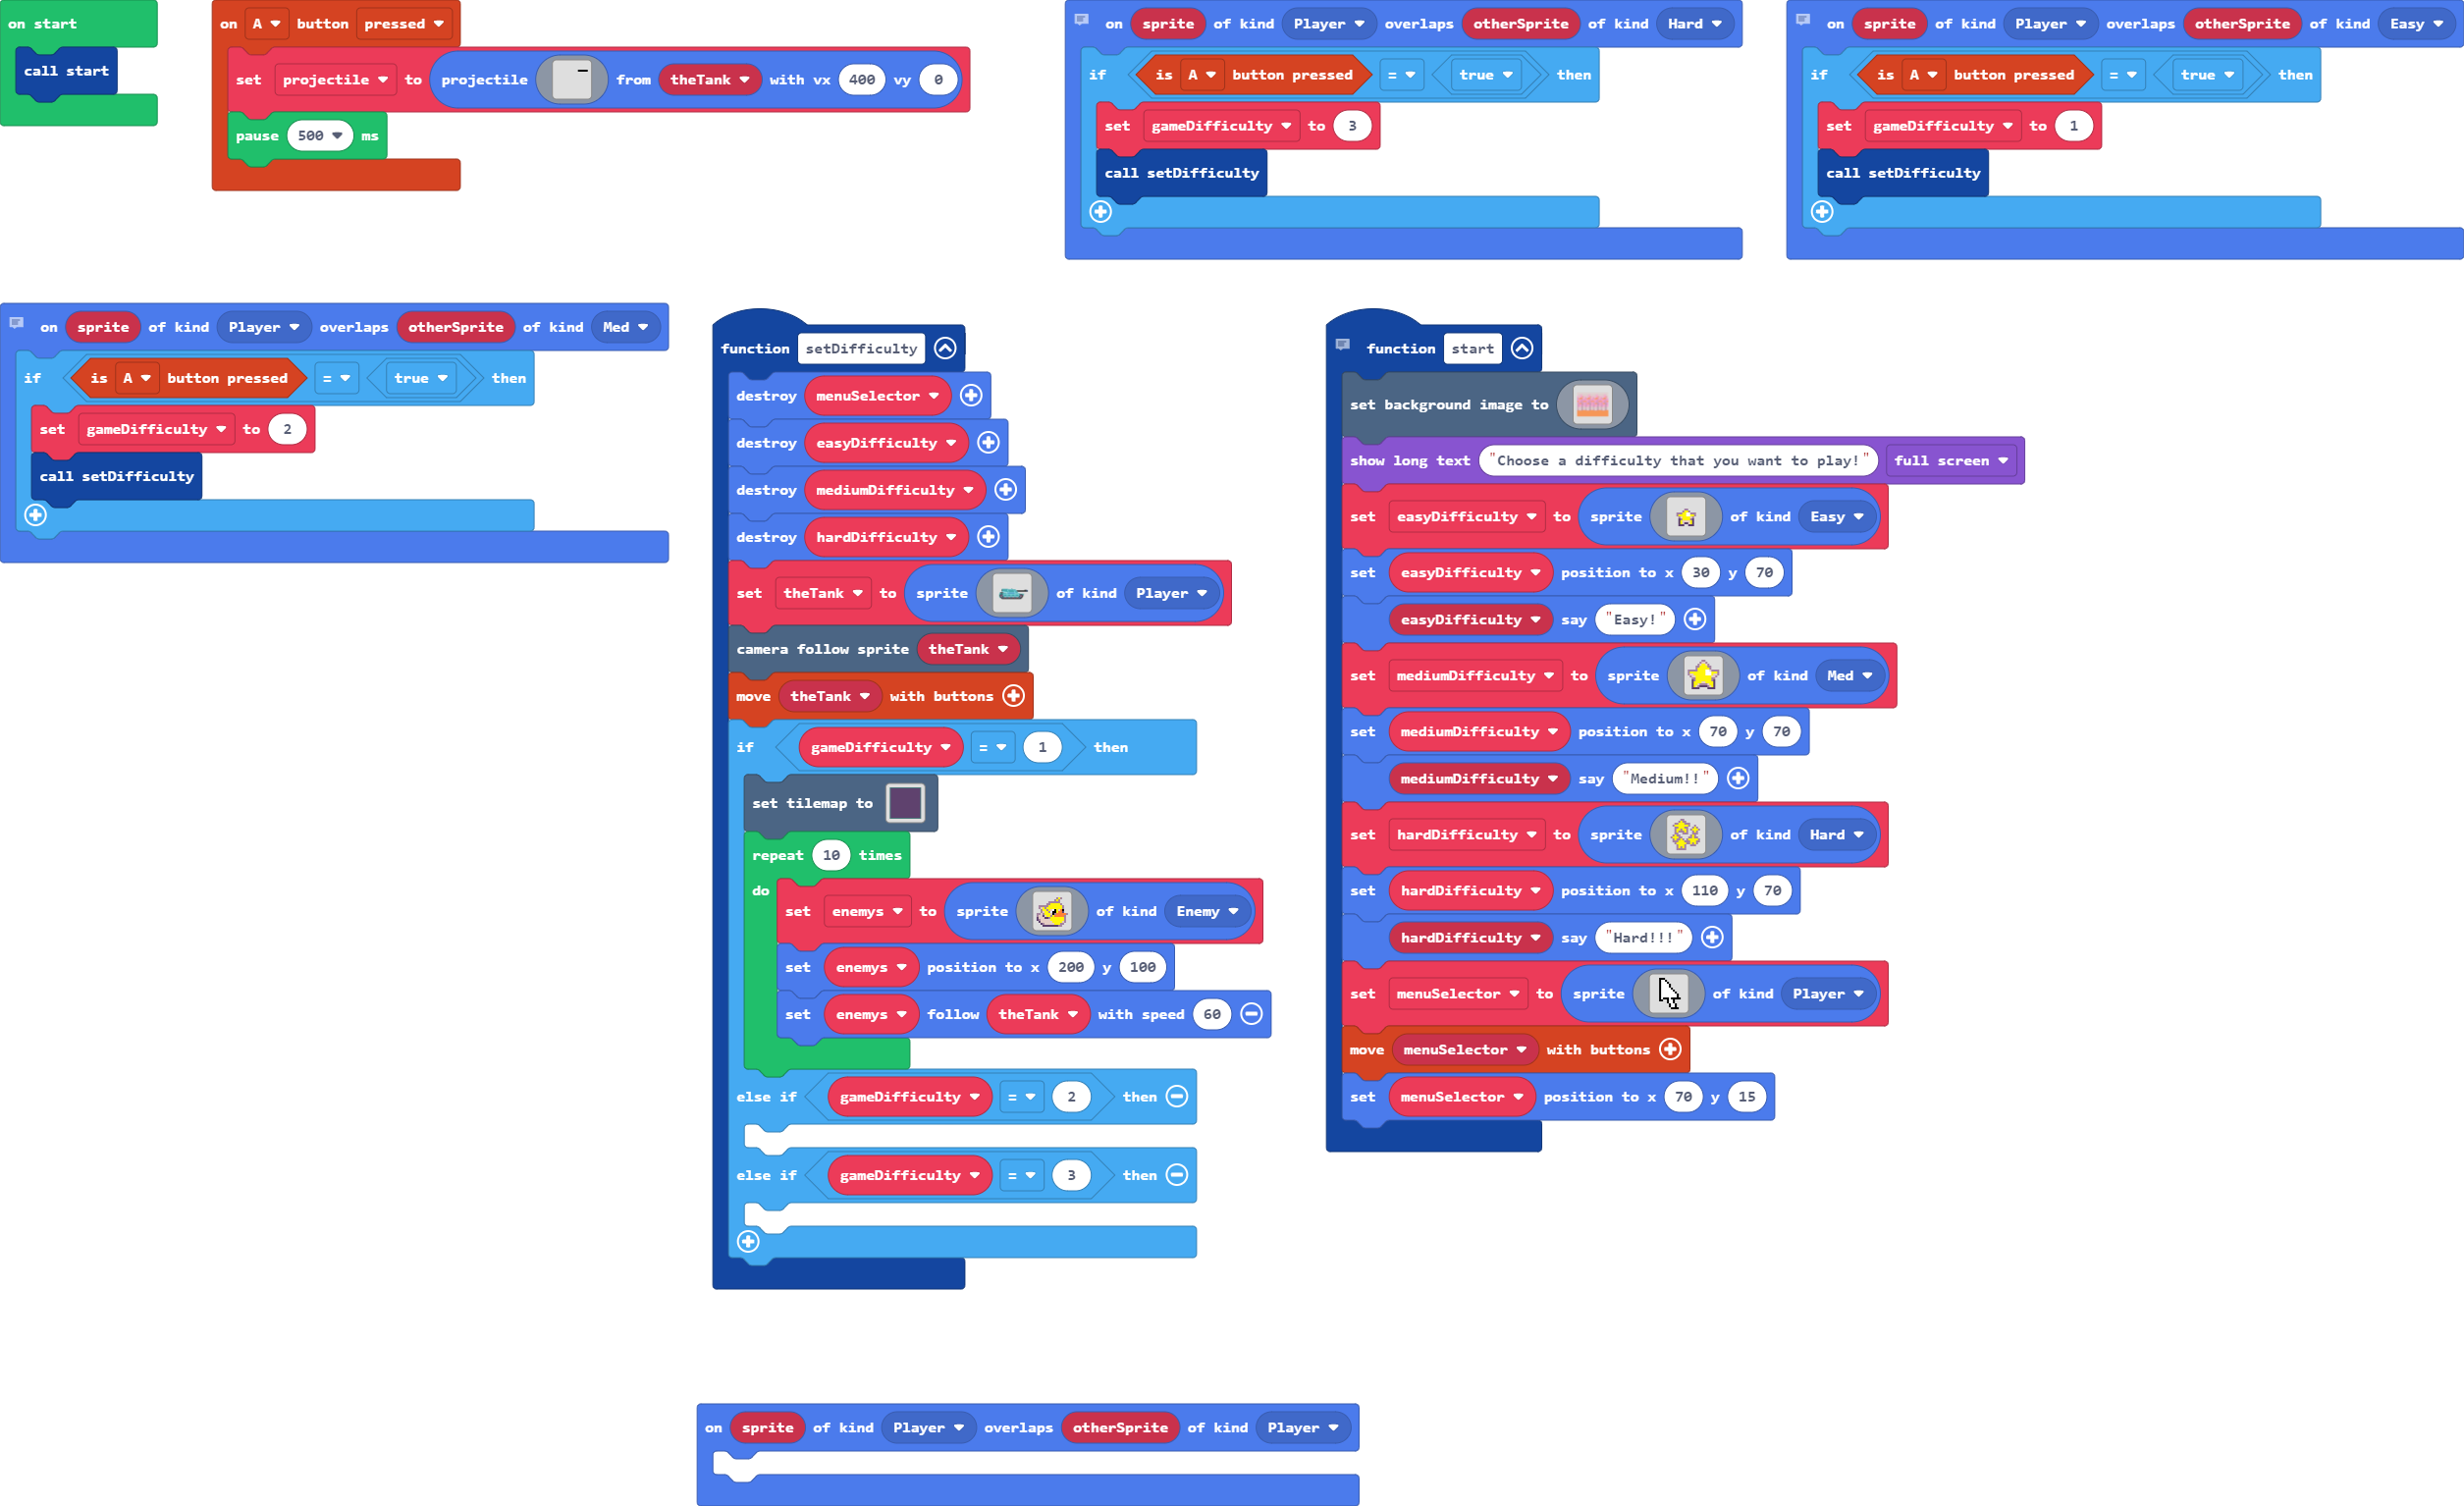 on start
call start
on A button pressed
set projectile to projectile from theTank with vx 400 vy 0
pause 500 ms
on sprite of kind Player overlaps otherSprite of kind Hard
if is A button pressed = true then
set gameDifficulty to 3
call setDifficulty
on sprite of kind Player overlaps otherSprite of kind Easy
if is A button pressed = true then
set gameDifficulty to 1
call setDifficulty
on sprite of kind Player overlaps otherSprite of kind Med
if is A button pressed = true then
set gameDifficulty to 2
call setDifficulty
function setDifficulty
destroy menuSelector
destroy easyDifficulty
destroy mediumDifficulty
destroy hardDifficulty
set theTank to sprite of kind Player
camera follow sprite theTank
move theTank with buttons
if gameDifficulty = 1 then
set tilemap to
repeat 10 times
do
set enemys to sprite of kind Enemy
set enemys position to x 200 y 100
set enemys follow theTank with speed 60
else if gameDifficulty = 2 then
else if gameDifficulty = 3 then
function start
set background image to
show long text "Choose a difficulty that you want to play!" full screen
set easyDifficulty to sprite of kind Easy
set easyDifficulty position to x 30 y 70
easyDifficulty say "Easy!"
set mediumDifficulty to sprite of kind Med
set mediumDifficulty position to x 70 y 70
mediumDifficulty say "Medium!!"
set hardDifficulty to sprite of kind Hard
set hardDifficulty position to x 110 y 70
hardDifficulty say "Hard!!!"
set menuSelector to sprite of kind Player
move menuSelector with buttons
set menuSelector position to x 70 y 15
on sprite of kind Player overlaps otherSprite of kind Player